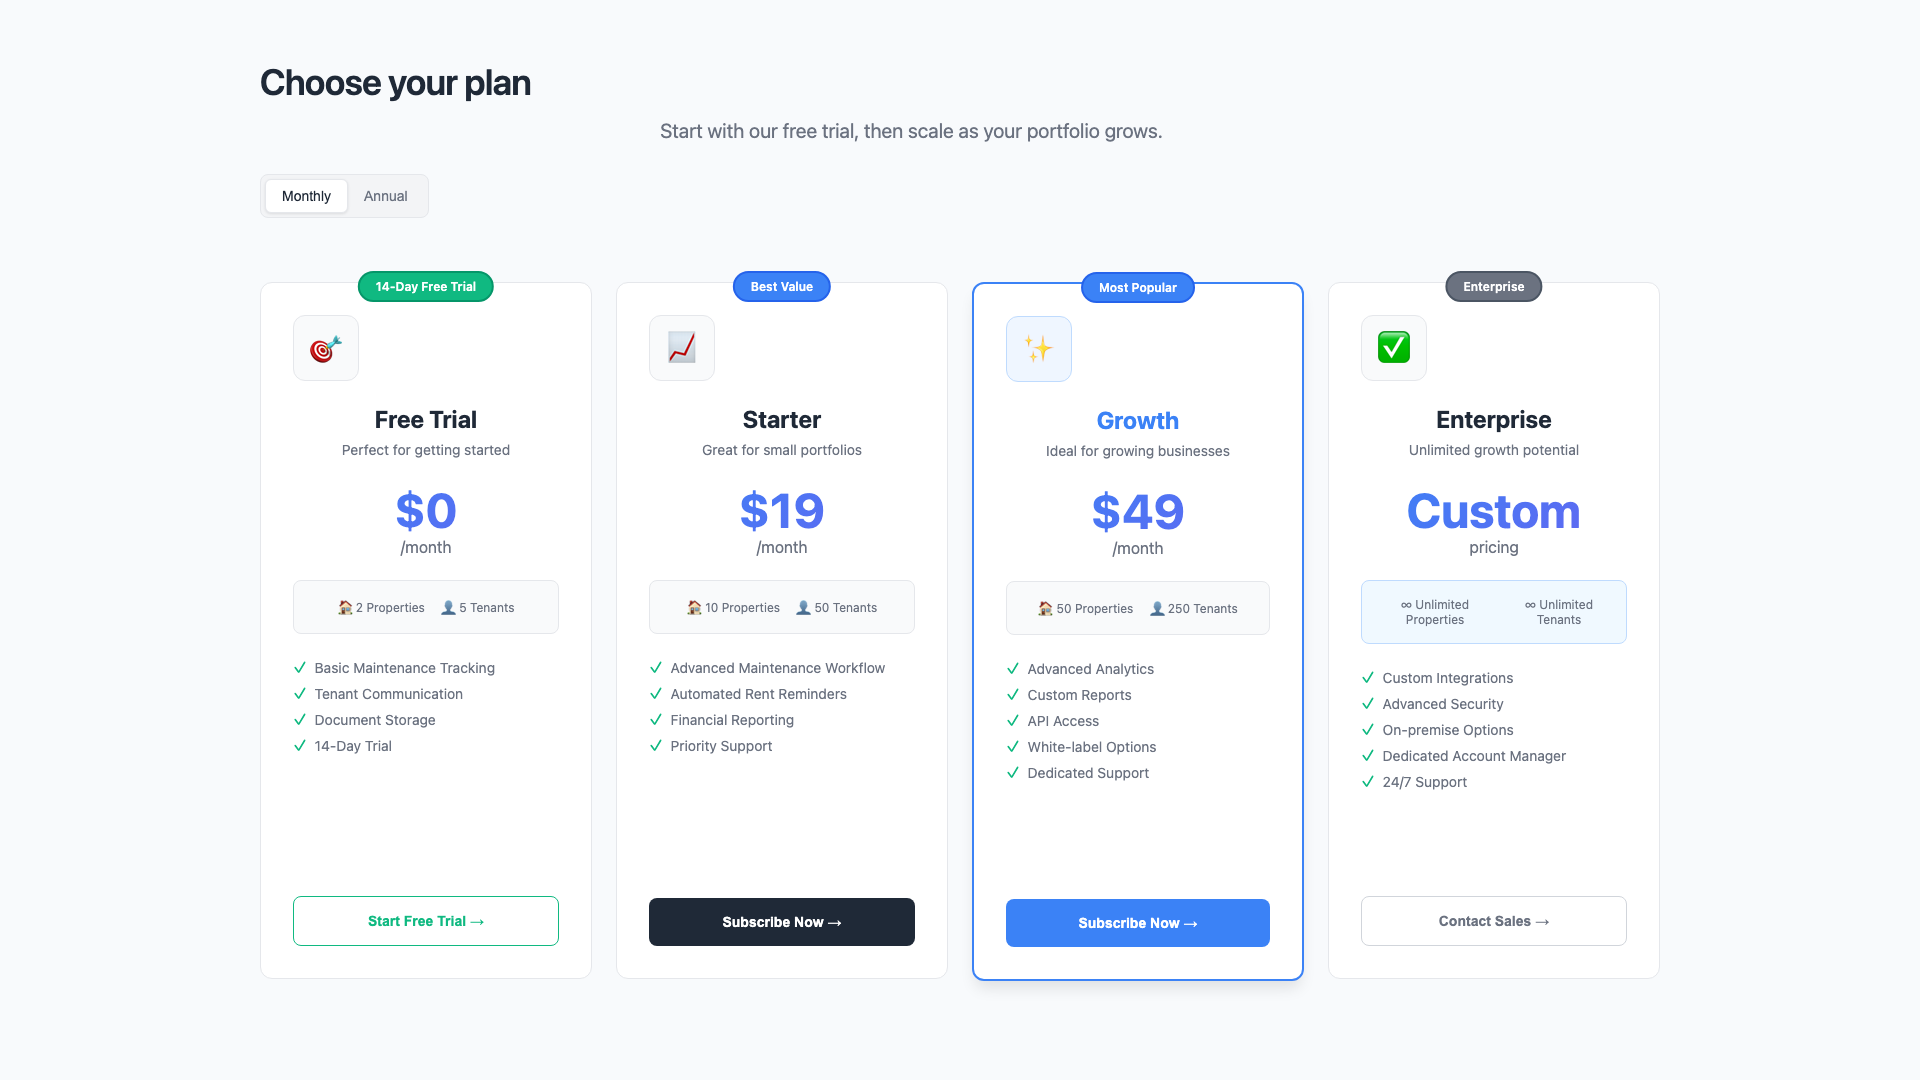 Choose your plan
Start with our free trial, then scale as your portfolio grows.
Monthly
Annual
14-Day Free Trial
Free Trial
Perfect for getting started
$0
/month
2 Properties
5 Tenants
✓ Basic Maintenance Tracking
✓ Tenant Communication
✓ Document Storage
✓ 14-Day Trial
Start Free Trial →
Best Value
Starter
Great for small portfolios
$19
/month
10 Properties
50 Tenants
✓ Advanced Maintenance Workflow
✓ Automated Rent Reminders
✓ Financial Reporting
✓ Priority Support
Subscribe Now →
Most Popular
Growth
Ideal for growing businesses
$49
/month
50 Properties
250 Tenants
✓ Advanced Analytics
✓ Custom Reports
✓ API Access
✓ White-label Options
✓ Dedicated Support
Subscribe Now →
Enterprise
Enterprise
Unlimited growth potential
Custom
pricing
∞ Unlimited
Properties
∞ Unlimited
Tenants
✓ Custom Integrations
✓ Advanced Security
✓ On-premise Options
✓ Dedicated Account Manager
✓ 24/7 Support
Contact Sales →